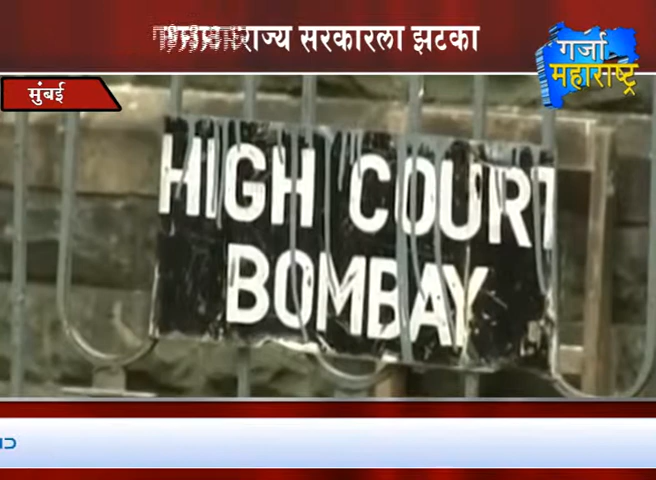 राज्य सरकारला झटका
गर्जा
महाराष्ट्र
मुंबई
HIGH COURT
BOMBAY